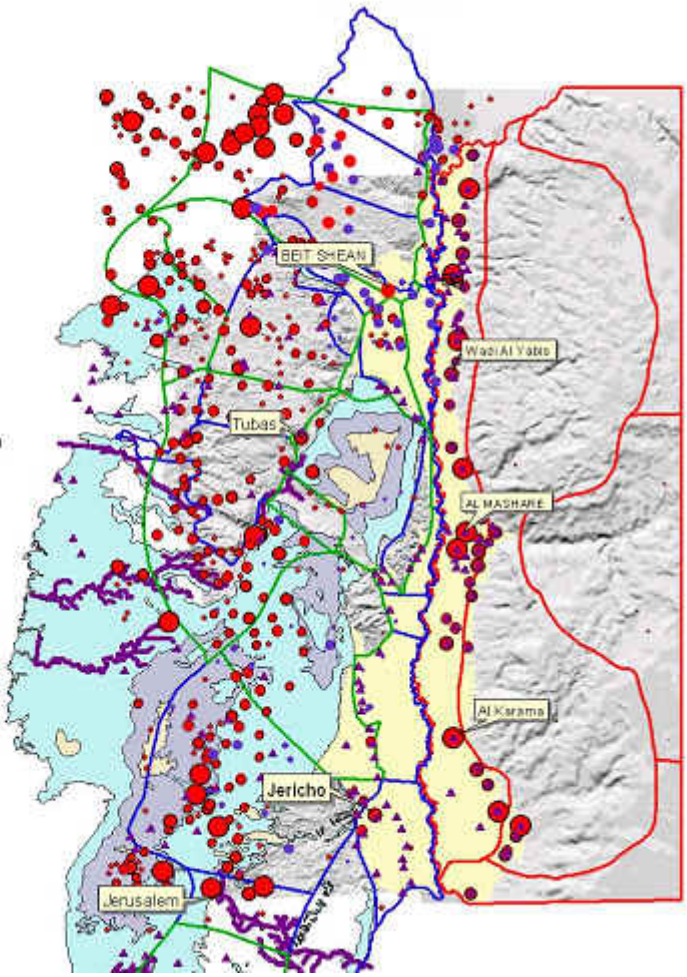 BEIT SHEAN
Wadi Al Yabis
Tubas
AL MASHARE
Al Karama
Jericho
Jerusalem